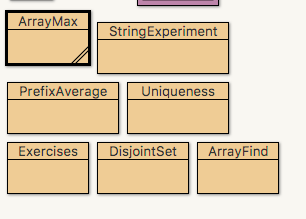 ArrayMax
StringExperiment
PrefixAverage
Uniqueness
Exercises
DisjointSet
ArrayFind